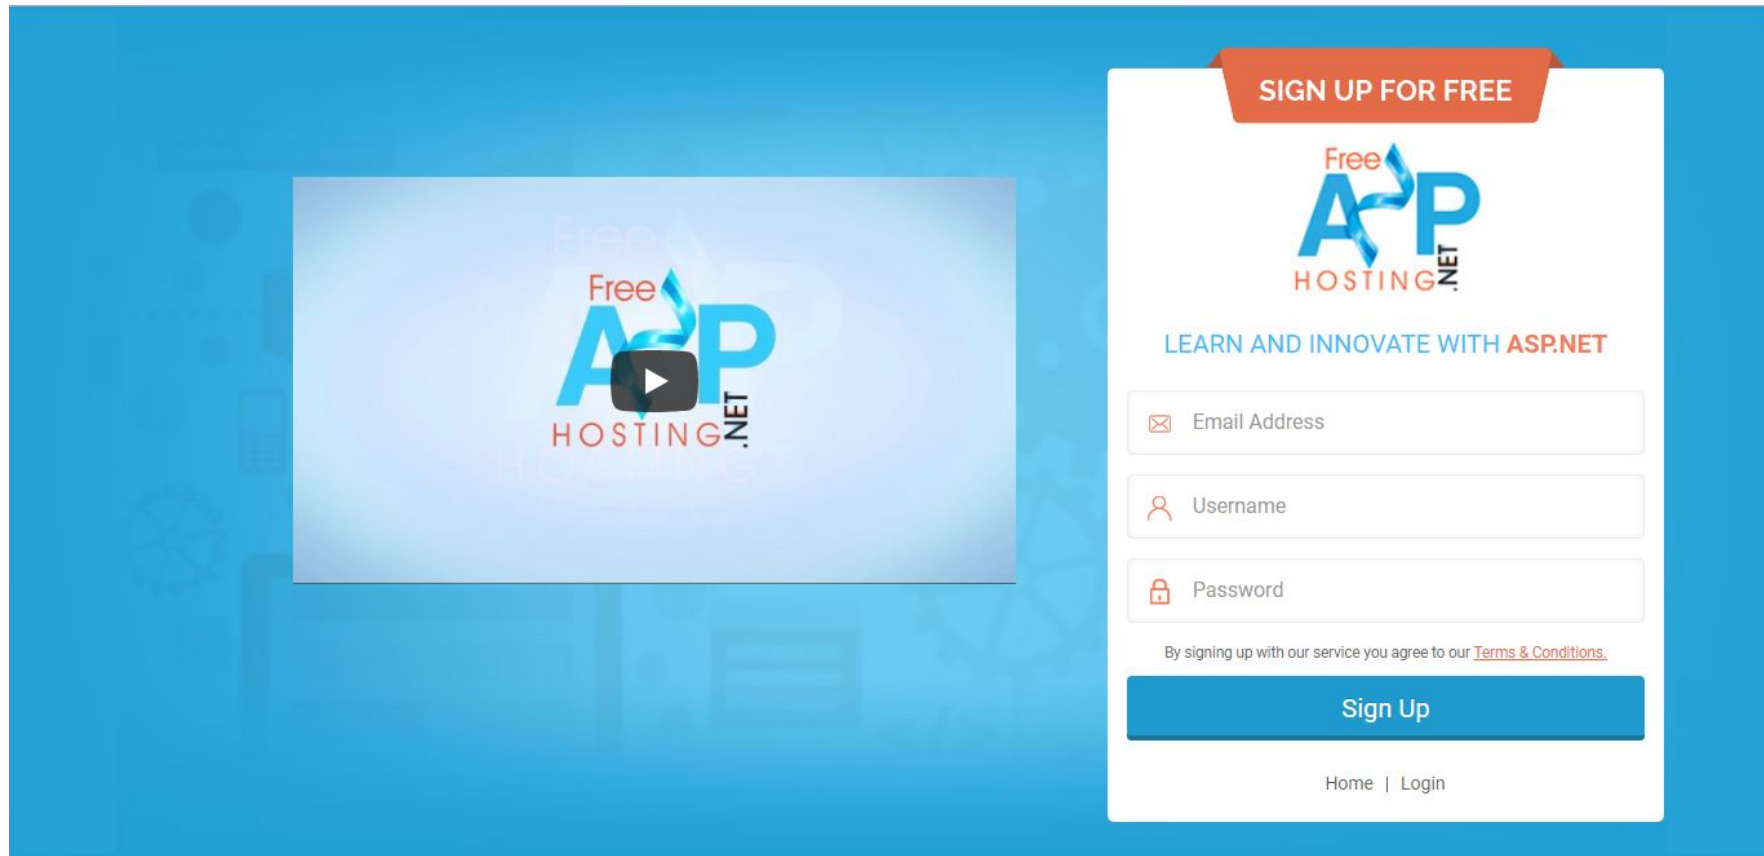 SIGN UP FOR FREE
Free
ASP
HOSTING
.NET
Free
Free
ASP
HOSTING
.NET
HOSTING
LEARN AND INNOVATE WITH ASP.NET
Email Address
Username
Password
By signing up with our service you agree to our Terms & Conditions.
Sign Up
Home | Login